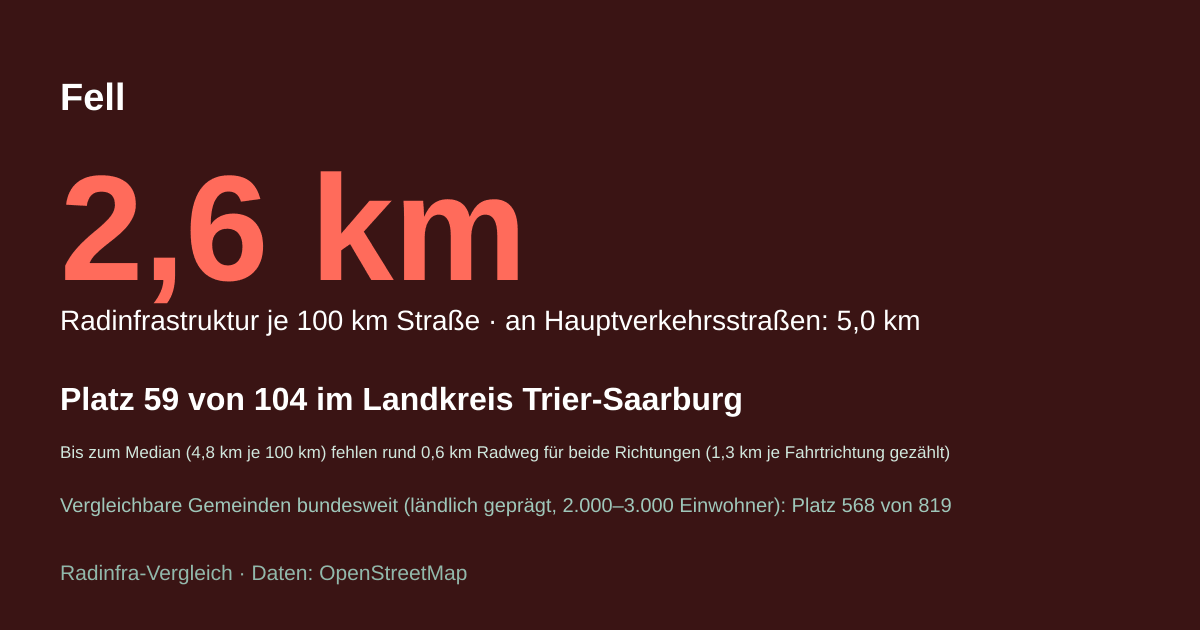 Fell
2,6 km
Radinfrastruktur je 100 km Straße · an Hauptverkehrsstraßen: 5,0 km
Platz 59 von 104 im Landkreis Trier-Saarburg
Bis zum Median (4,8 km je 100 km) fehlen rund 0,6 km Radweg für beide Richtungen (1,3 km je Fahrtrichtung gezählt)
Vergleichbare Gemeinden bundesweit (ländlich geprägt, 2.000–3.000 Einwohner): Platz 568 von 819
Radinfra-Vergleich · Daten: OpenStreetMap